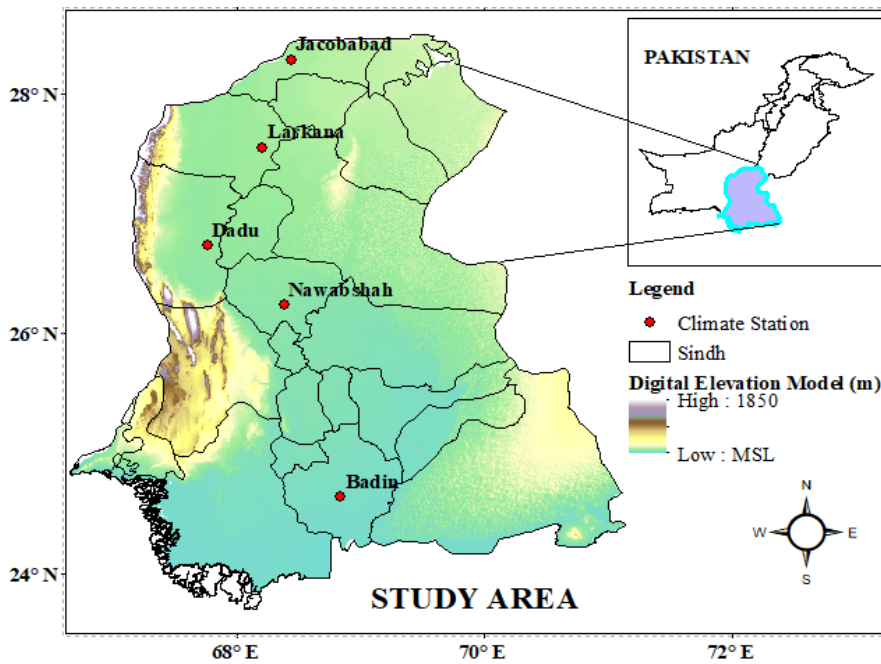 Jacobabad
PAKISTAN
28° N
Larkana
Dadu
Nawabshah
Legend
Climate Station
26° N
Sindh
Digital Elevation Model (m)
High : 1850
Low : MSL
Badin
N
W E
S
24° N
STUDY AREA
68° E 70° E 72° E